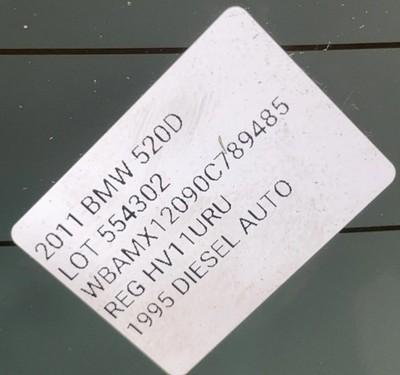 2011 BMW 520D
LOT 554302
WBAMX12090C789485
REG HV11URU
1995 DIESEL AUTO